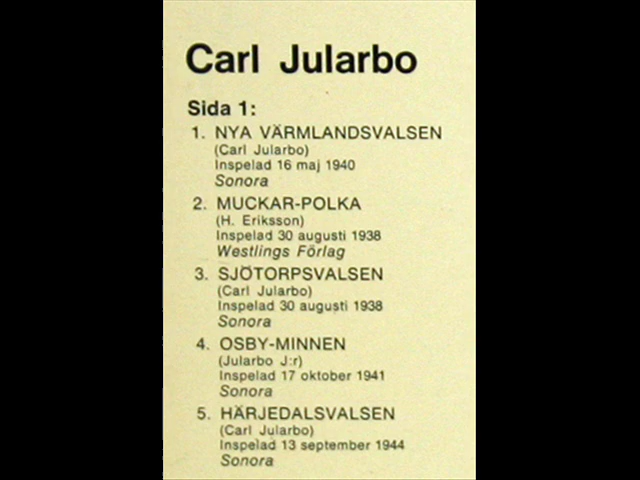 Carl Jularbo
Sida 1:
1. NYA VÄRMLANDSVALSEN
(Carl Jularbo)
Inspelad 16 maj 1940
Sonora
2. MUCKAR-POLKA
(H. Eriksson)
Inspelad 30 augusti 1938
Westlings Förlag
3. SJÖTORPSVALSEN
(Carl Jularbo)
Inspelad 30 augusti 1938
Sonora
4. OSBY-MINNEN
(Jularbo J:r)
Inspelad 17 oktober 1941
Sonora
5. HÄRJEDALSVALSEN
(Carl Jularbo)
Inspelad 13 september 1944
Sonora